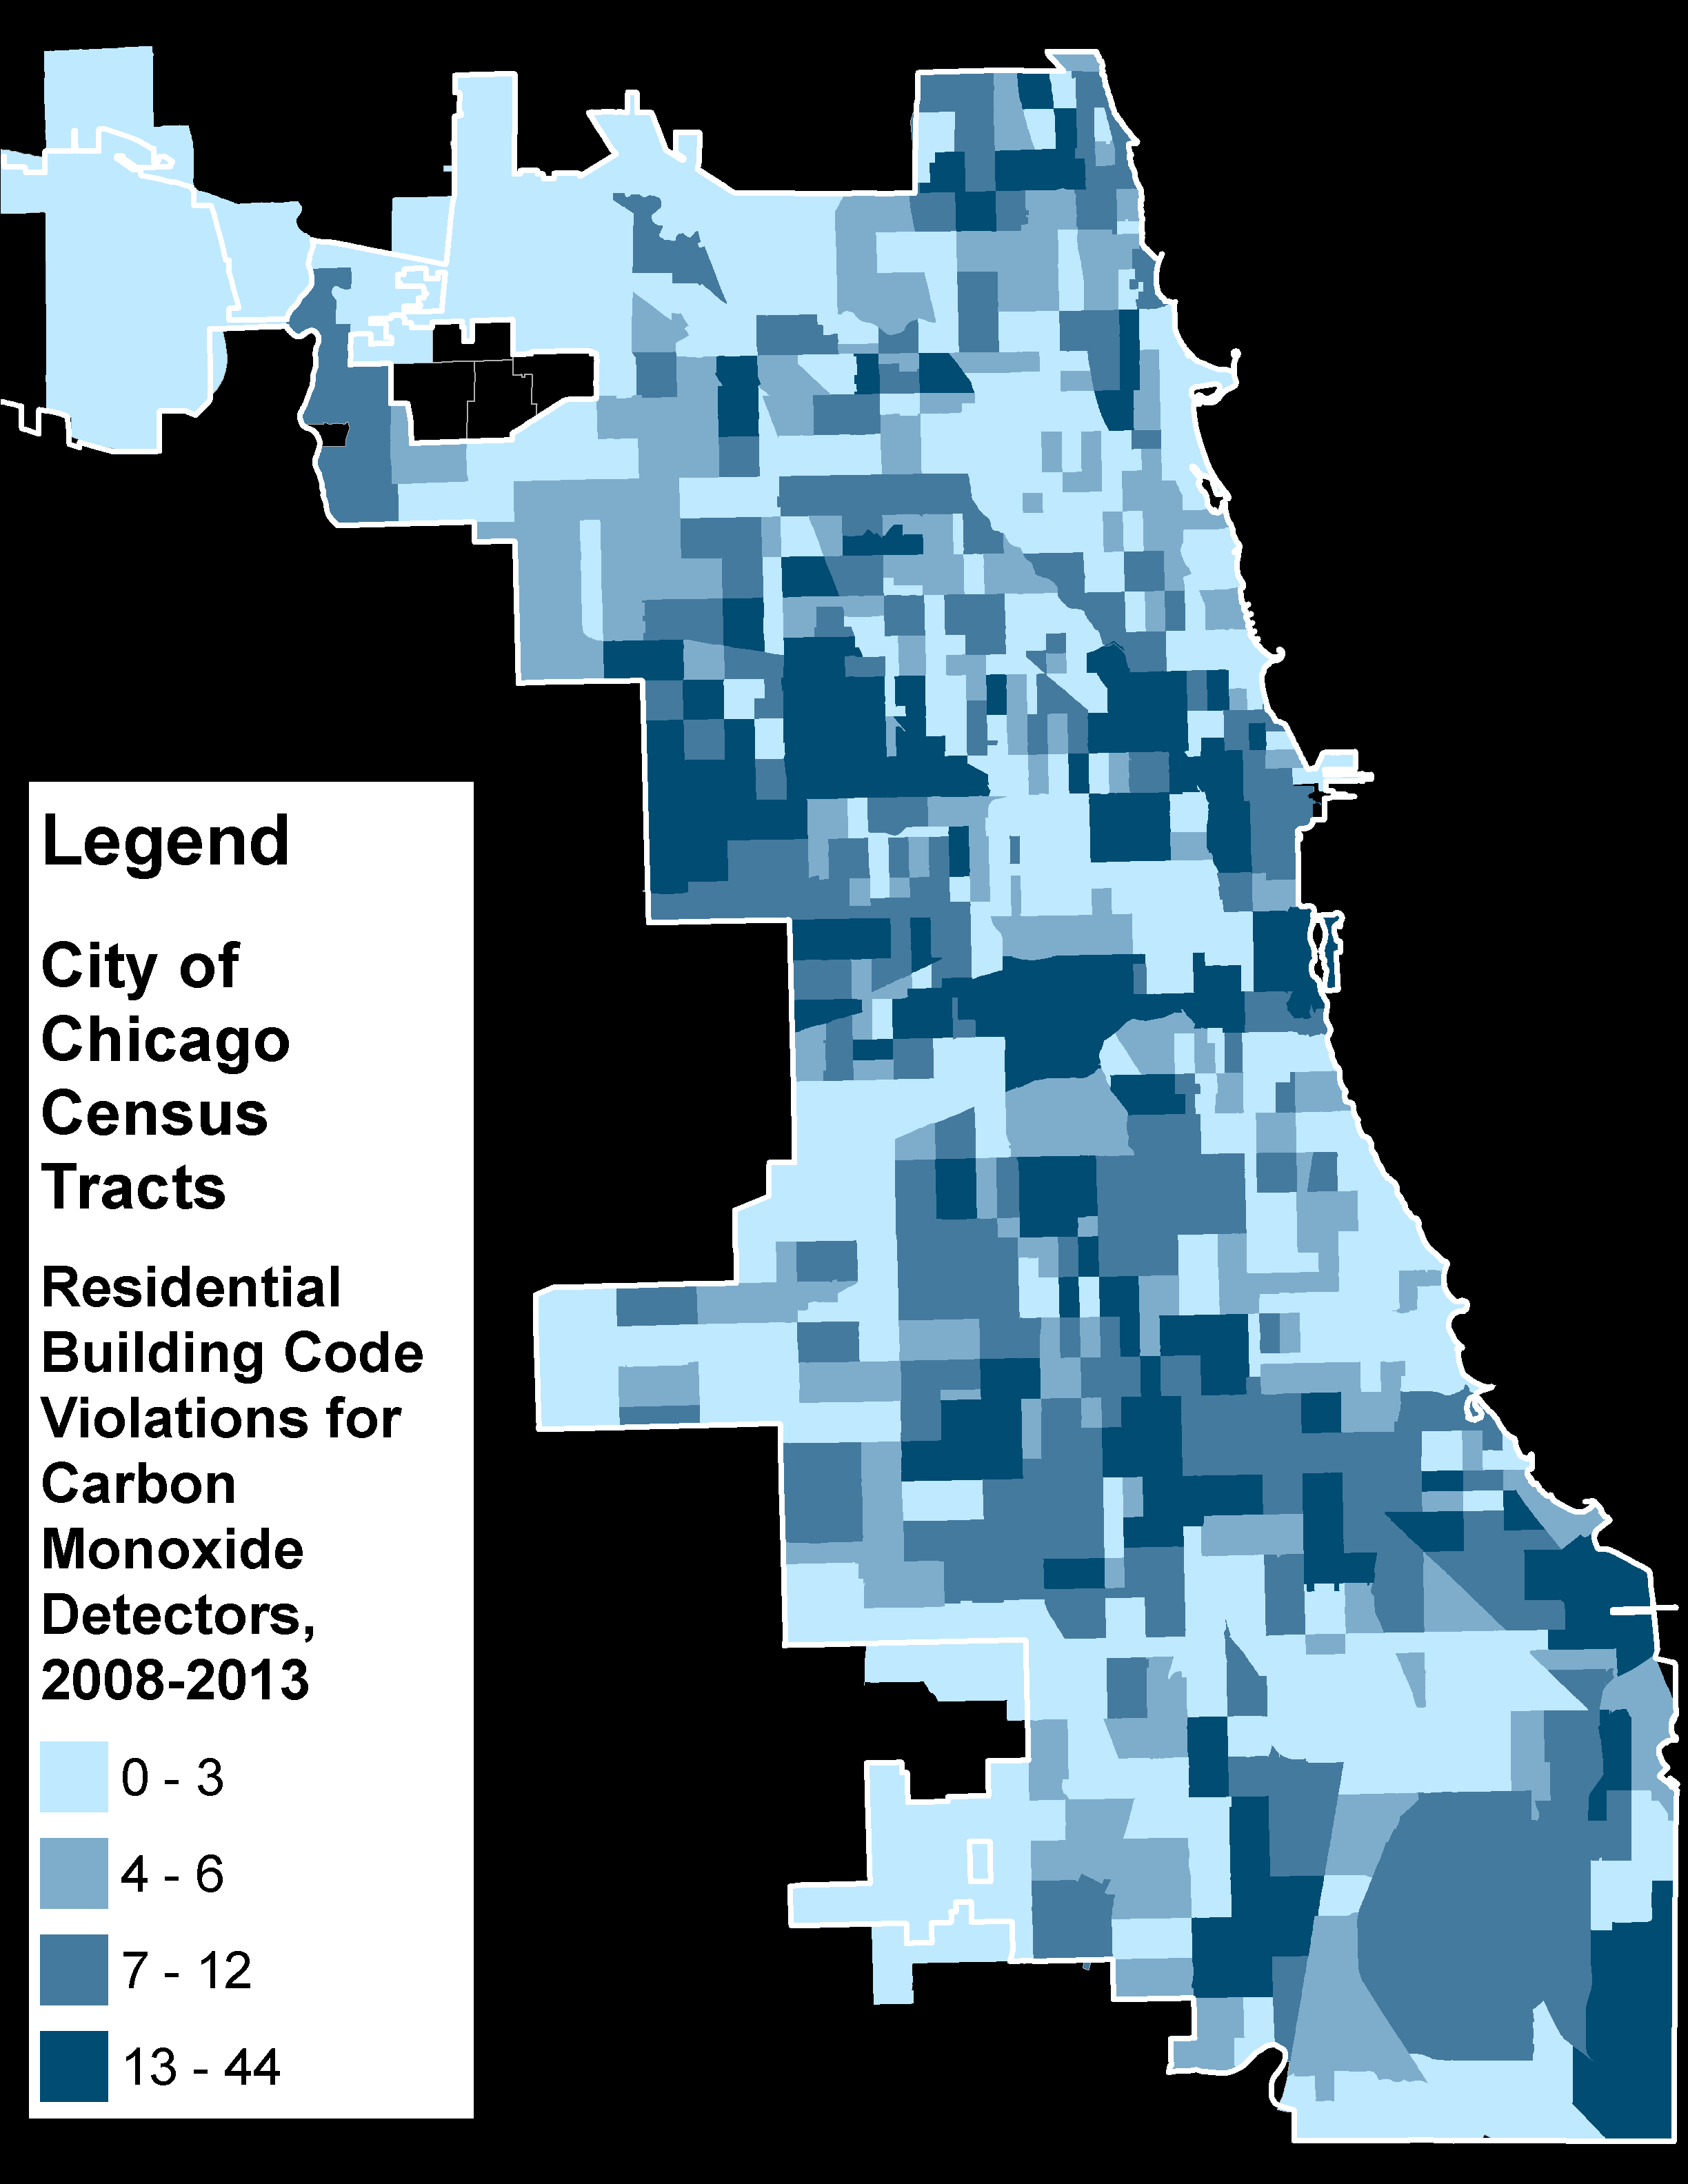 Legend
City of
Chicago
Census
Tracts
Residential
Building Code
Violations for
Carbon
Monoxide
Detectors,
2008-2013
0 - 3
4 - 6
7 - 12
13 - 44